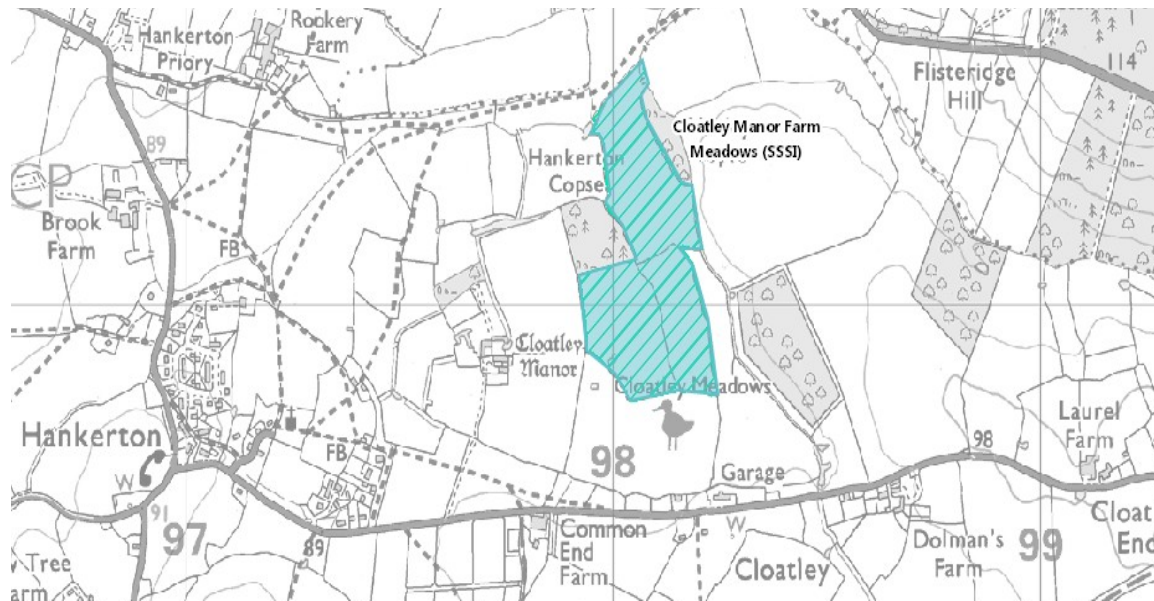 Rookery
Farm
Hankerton
Priory
Flisteridge
Hill
114
Cloatley Manor Farm
Meadows (SSSI)
89
Hankerton
Copse
CP
Brook
Farm
FB
Cloatley
Manor
Cloatley Meadows
Hankerton
FB
W
91
97
98
Garage
98
Laurel
Farm
89
Common
End
Farm
W
Cloatley
Dolman's
Farm
99
Cloat
End
Tree
arm